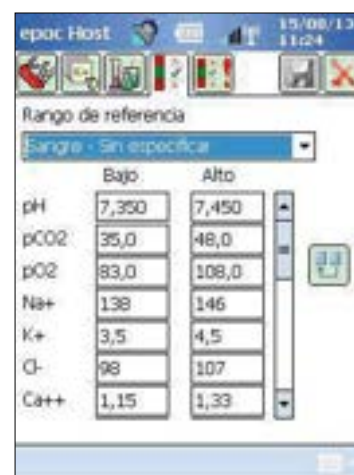 epoc Host 15/08/13
11:24
Rango de referencia
Sangre - Sin especificar
Bajo Alto
pH 7,350 7,450
pCO2 35,0 48,0
pO2 83,0 108,0
Na+ 138 146
K+ 3,5 4,5
Cl- 98 107
Ca++ 1,15 1,33